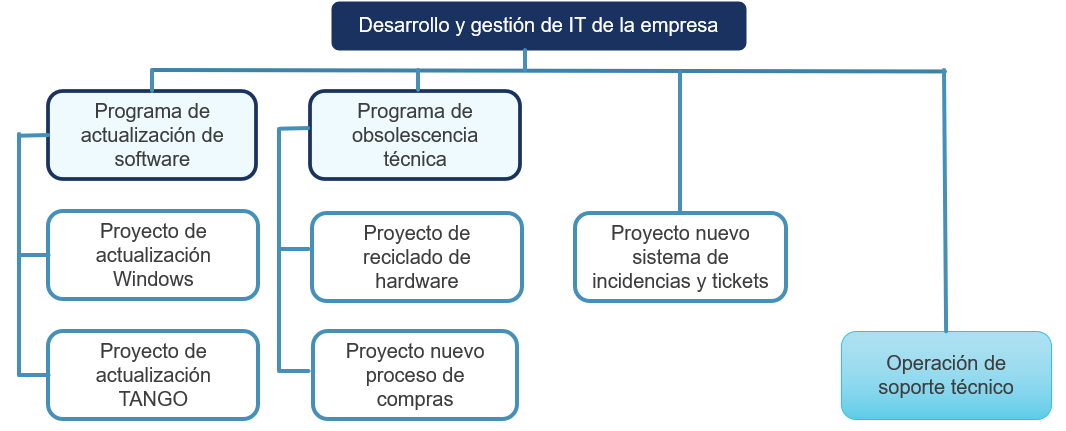 Desarrollo y gestión de IT de la empresa
Programa de
actualización de
software
Programa de
obsolescencia
técnica
Proyecto de
actualización
Windows
Proyecto de
reciclado de
hardware
Proyecto nuevo
sistema de
incidencias y tickets
Proyecto de
actualización
TANGO
Proyecto nuevo
proceso de
compras
Operación de
soporte técnico